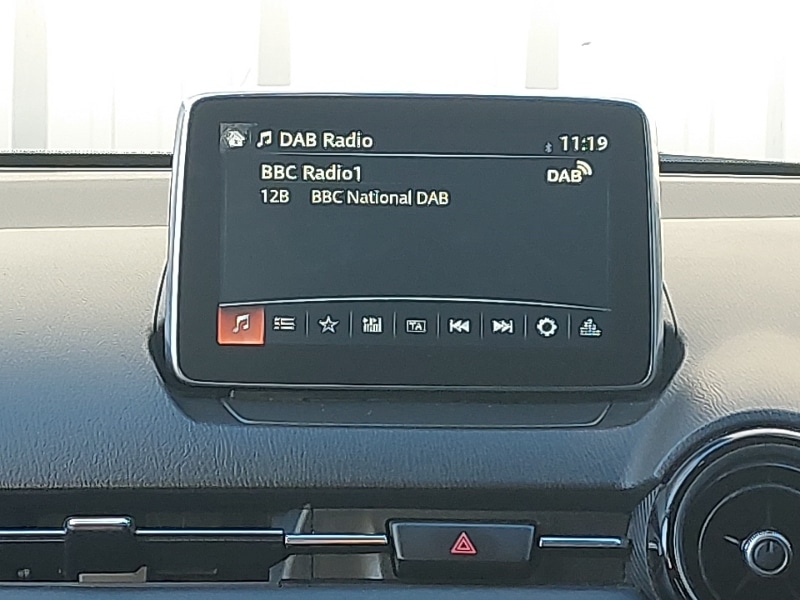 DAB Radio 11:19
BBC Radio1 DAB
12B BBC National DAB
TA